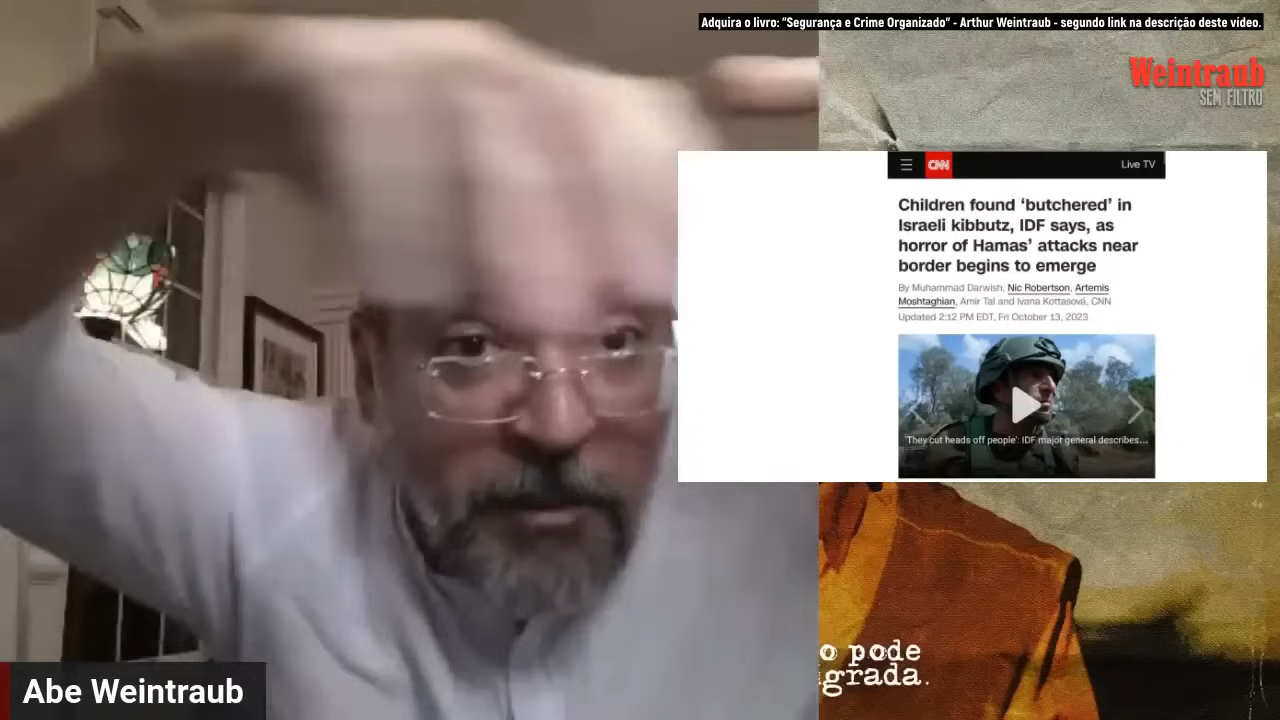 Adquira o livro: "Segurança e Crime Organizado" - Arthur Weintraub - segundo link na descrição deste vídeo.
Weintraub
SEM FILTRO
CNN
Live TV
Children found ‘butchered’ in
Israeli kibbutz, IDF says, as
horror of Hamas’ attacks near
border begins to emerge
By Muhammad Darwish, Nic Robertson, Artemis
Moshtaghian, Amir Tal and Ivana Kottasová, CNN
Updated 2:12 PM EDT, Fri October 13, 2023
'They cut heads off people': IDF major general describes...
o pode
grada.
Abe Weintraub